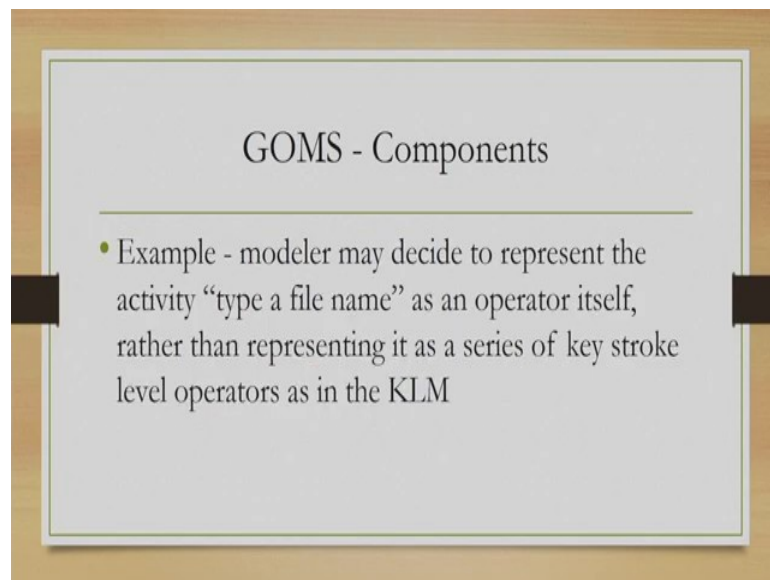 GOMS - Components
• Example - modeler may decide to represent the
activity “type a file name” as an operator itself,
rather than representing it as a series of key stroke
level operators as in the KLM